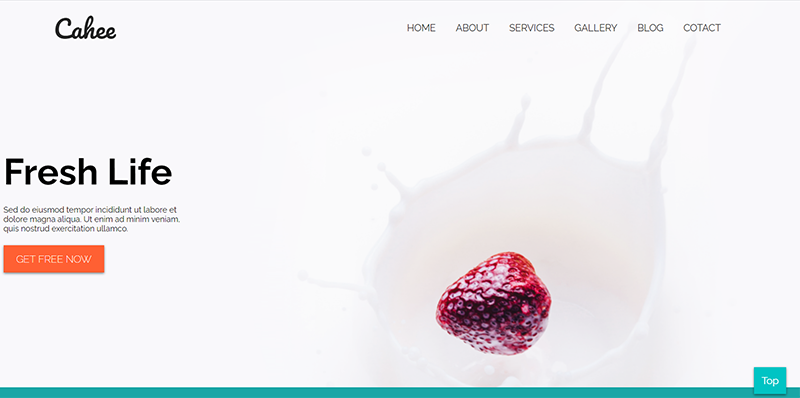 Cahee
HOME ABOUT SERVICES GALLERY BLOG COTACT
Fresh Life
Sed do eiusmod tempor incididunt ut labore et
dolore magna aliqua. Ut enim ad minim veniam,
quis nostrud exercitation ullamco.
GET FREE NOW
Top